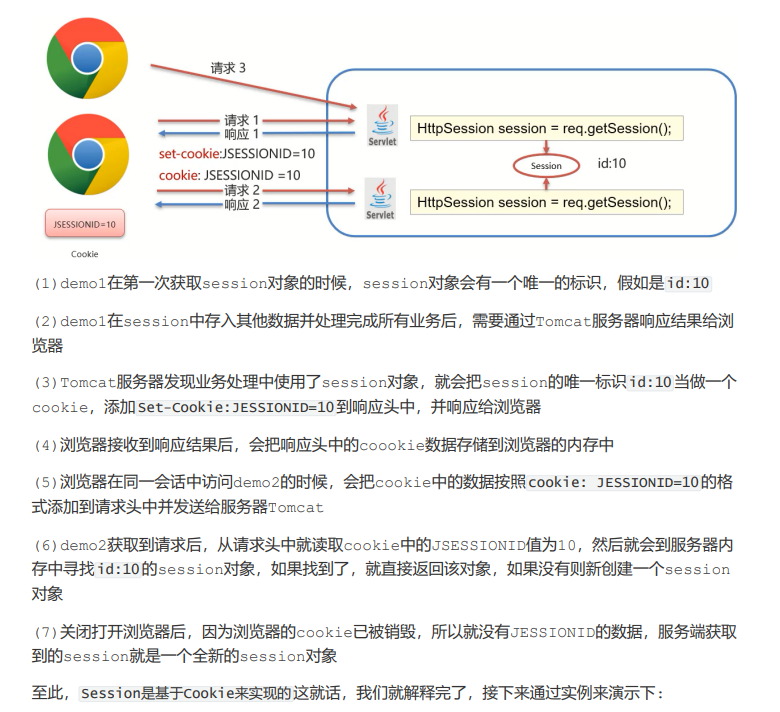 请求 3
请求 1
响应 1
Servlet
HttpSession session = req.getSession();
set-cookie:JSESSIONID=10
Session
id:10
cookie: JSESSIONID =10
请求 2
响应 2
Servlet
HttpSession session = req.getSession();
JSESSIONID=10
Cookie
(1)demo1在第一次获取session对象的时候，session对象会有一个唯一的标识，假如是id:10
(2)demo1在session中存入其他数据并处理完成所有业务后，需要通过Tomcat服务器响应结果给浏
览器
(3)Tomcat服务器发现业务处理中使用了session对象，就会把session的唯一标识id:10当做一个
cookie，添加Set-Cookie:JESSIONID=10到响应头中，并响应给浏览器
(4)浏览器接收到响应结果后，会把响应头中的coookie数据存储到浏览器的内存中
(5)浏览器在同一会话中访问demo2的时候，会把cookie中的数据按照cookie: JESSIONID=10的格
式添加到请求头中并发送给服务器Tomcat
(6)demo2获取到请求后，从请求头中就读取cookie中的JSESSIONID值为10，然后就会到服务器内
存中寻找id:10的session对象，如果找到了，就直接返回该对象，如果没有则新创建一个session
对象
(7)关闭打开浏览器后，因为浏览器的cookie已被销毁，所以就没有JESSIONID的数据，服务端获取
到的session就是一个全新的session对象
至此，Session是基于Cookie来实现的这就话，我们就解释完了，接下来通过实例来演示下：